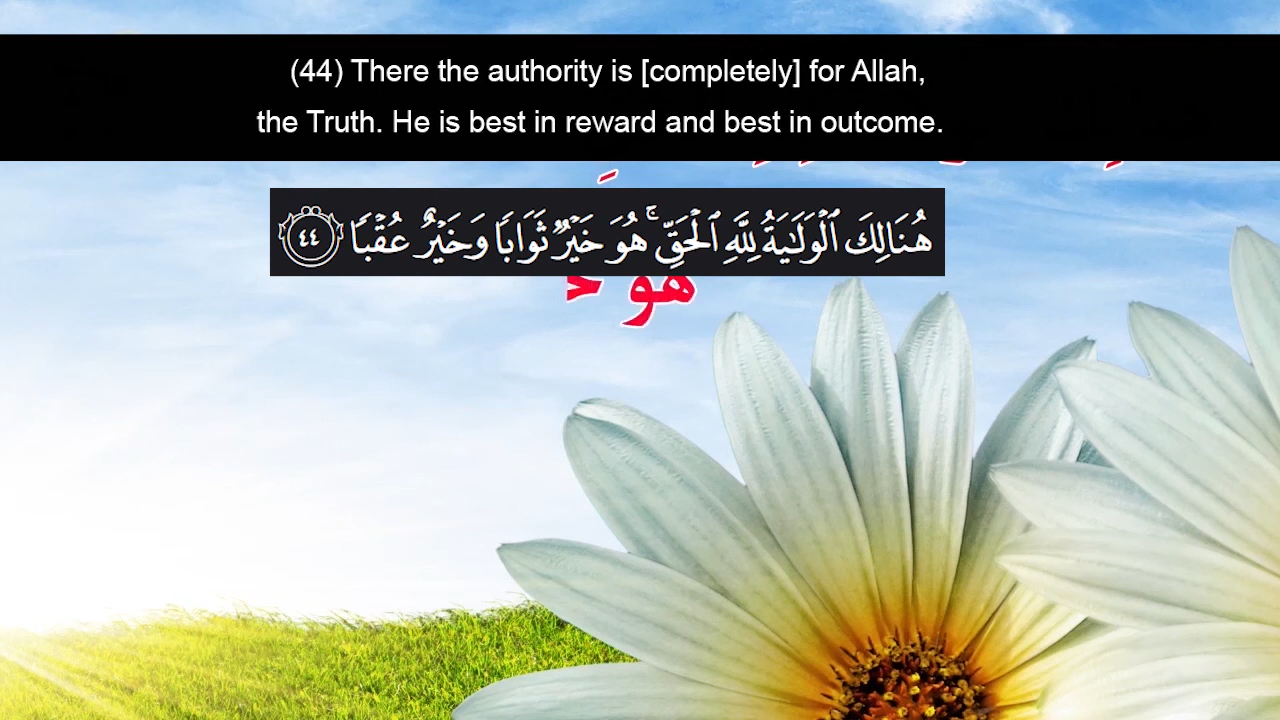 (44) There the authority is [completely] for Allah,
the Truth. He is best in reward and best in outcome.
هُنَالِكَ ٱلْوَلَـٰيَةُ لِلَّهِ ٱلْحَقِّ ۚ هُوَ خَيْرٌ ثَوَابًا وَخَيْرٌ عُقْبًا ٤٤
هو